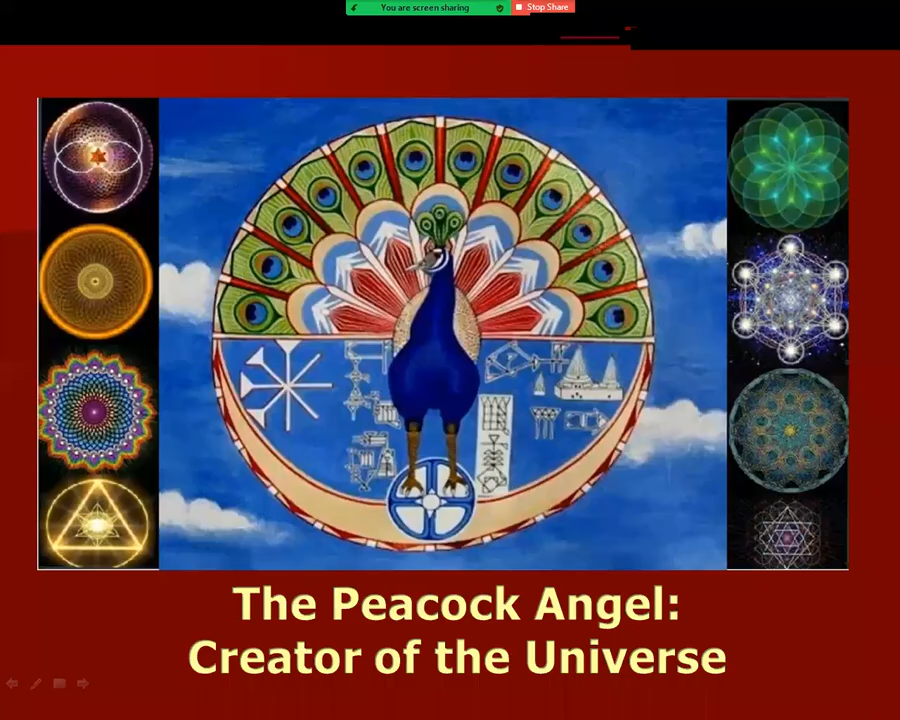 You are screen sharing
Stop Share
The Peacock Angel:
Creator of the Universe